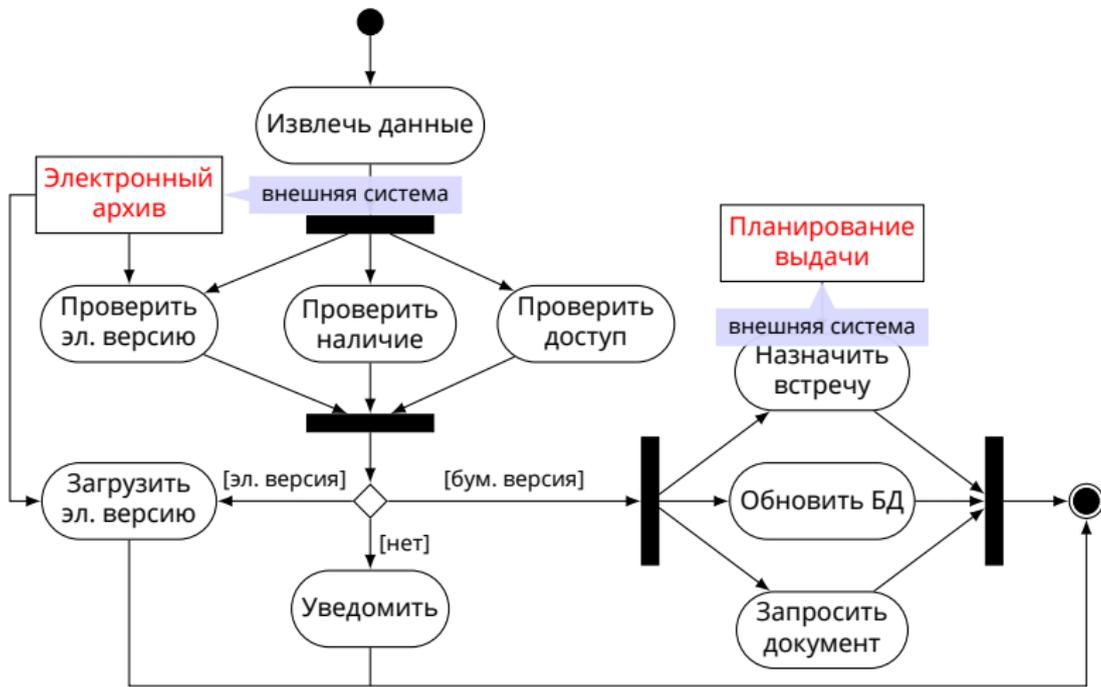 Извлечь данные
Электронный
архив
внешняя система
Планирование
выдачи
Проверить
эл. версию
Проверить
наличие
Проверить
доступ
внешняя система
Назначить
встречу
Загрузить
эл. версию
[эл. версия]
[бум. версия]
Обновить БД
[нет]
Уведомить
Запросить
документ